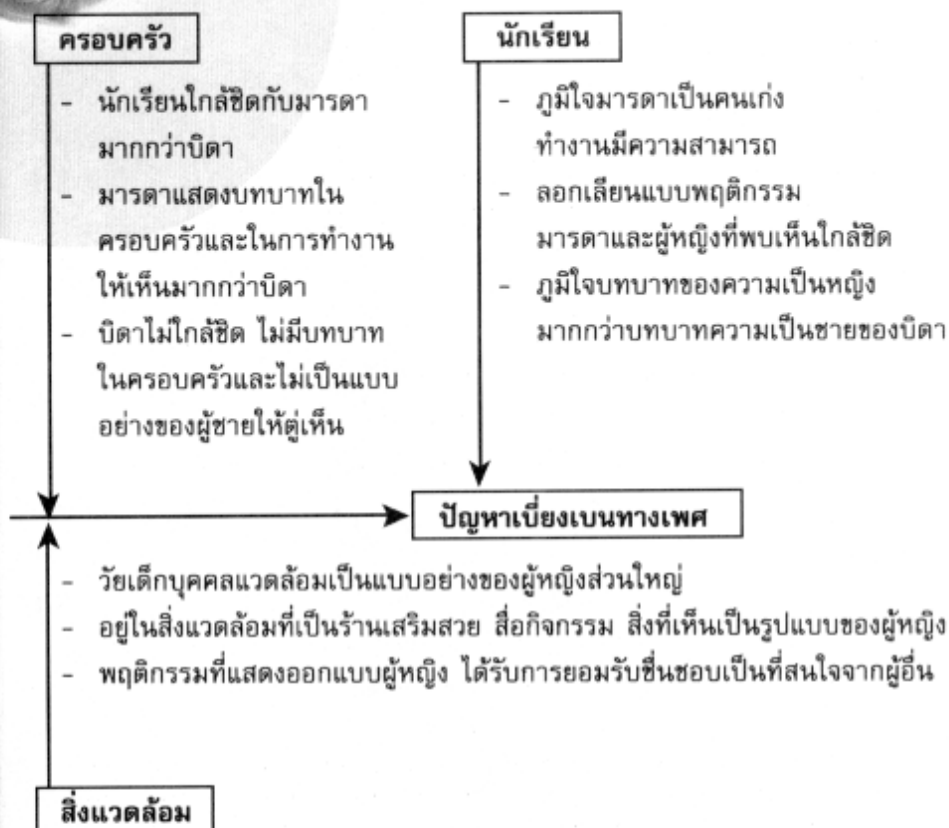 ครอบครัว
- นักเรียนใกล้ชิดกับมารดา
มากกว่าบิดา
- มารดาแสดงบทบาทใน
ครอบครัวและในการทำงาน
ให้เห็นมากกว่าบิดา
- บิดาไม่ใกล้ชิด ไม่มีบทบาท
ในครอบครัวและไม่เป็นแบบ
อย่างของผู้ชายให้ตู่เห็น
นักเรียน
- ภูมิใจมารดาเป็นคนเก่ง
ทำงานมีความสามารถ
- ลอกเลียนแบบพฤติกรรม
มารดาและผู้หญิงที่พบเห็นใกล้ชิด
- ภูมิใจบทบาทของความเป็นหญิง
มากกว่าบทบาทความเป็นชายของบิดา
ปัญหาเบี่ยงเบนทางเพศ
- วัยเด็กบุคคลแวดล้อมเป็นแบบอย่างของผู้หญิงส่วนใหญ่
- อยู่ในสิ่งแวดล้อมที่เป็นร้านเสริมสวย สื่อกิจกรรม สิ่งที่เห็นเป็นรูปแบบของผู้หญิง
- พฤติกรรมที่แสดงออกแบบผู้หญิง ได้รับการยอมรับชื่นชอบเป็นที่สนใจจากผู้อื่น
สิ่งแวดล้อม